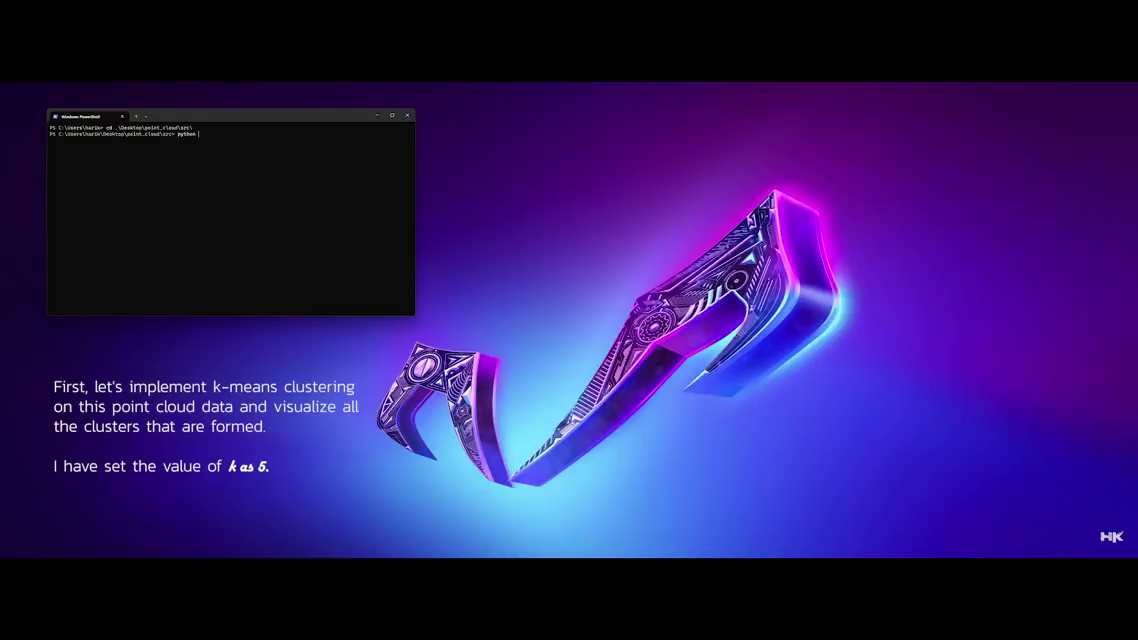 Windows PowerShell
PS C:\Users\harik> cd .\Desktop\point_cloud\src\
PS C:\Users\harik\Desktop\point_cloud\src> python
First, let's implement k-means clustering
on this point cloud data and visualize all
the clusters that are formed.
I have set the value of k as 5.
HK